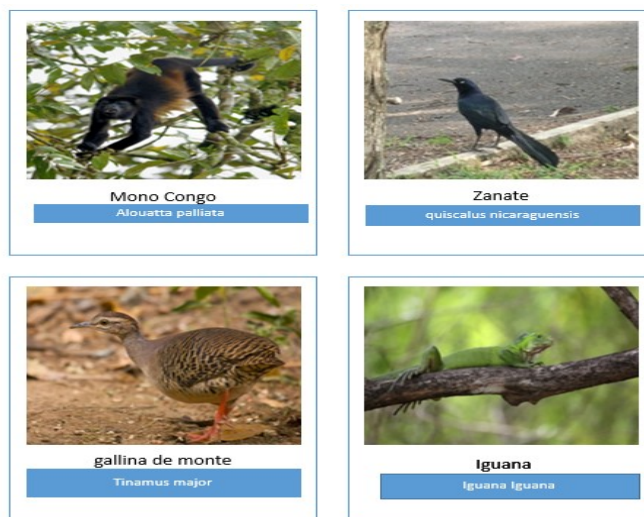 Mono Congo
Alouatta palliata
Zanate
quiscalus nicaraguensis
gallina de monte
Tinamus major
Iguana
Iguana Iguana